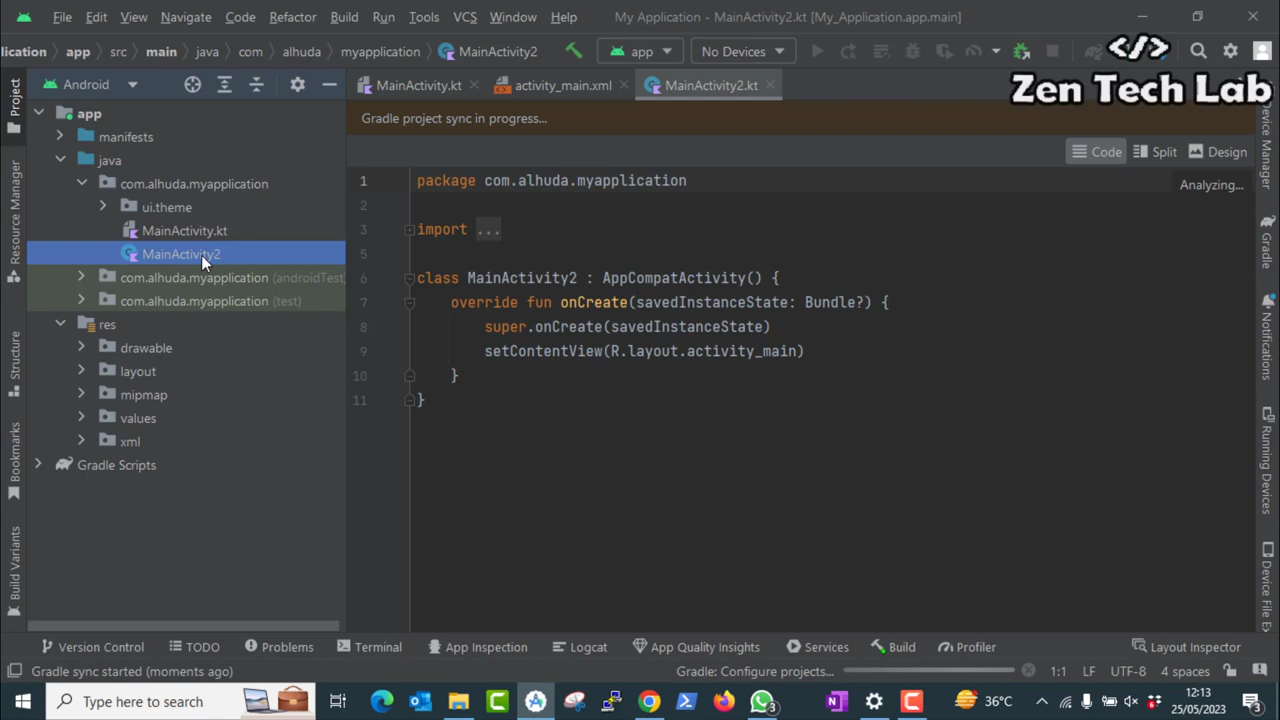 File Edit View Navigate Code Refactor Build Run Tools VCS Window Help My Application - MainActivity2.kt [My_Application.app.main]
lication app src main java com alhuda myapplication MainActivity2 app No Devices
</>
Zen Tech Lab
Android MainActivity.kt activity_main.xml MainActivity2.kt
Gradle project sync in progress...
Code Split Design
Analyzing...
Project
Resource Manager
Structure
Bookmarks
Build Variants
app
manifests
java
com.alhuda.myapplication
ui.theme
MainActivity.kt
MainActivity2
com.alhuda.myapplication (androidTest)
com.alhuda.myapplication (test)
res
drawable
layout
mipmap
values
xml
Gradle Scripts
1 package com.alhuda.myapplication
2
3 import ...
5
6 class MainActivity2 : AppCompatActivity() {
7 override fun onCreate(savedInstanceState: Bundle?) {
8 super.onCreate(savedInstanceState)
9 setContentView(R.layout.activity_main)
10 }
11 }
Device Manager
Gradle
Notifications
Running Devices
Device File Ex
Version Control TODO Problems Terminal App Inspection Logcat App Quality Insights Services Build Profiler Layout Inspector
Gradle sync started (moments ago) Gradle: Configure projects... 1:1 LF UTF-8 4 spaces
Type here to search 3 36°C 12:13
25/05/2023 3